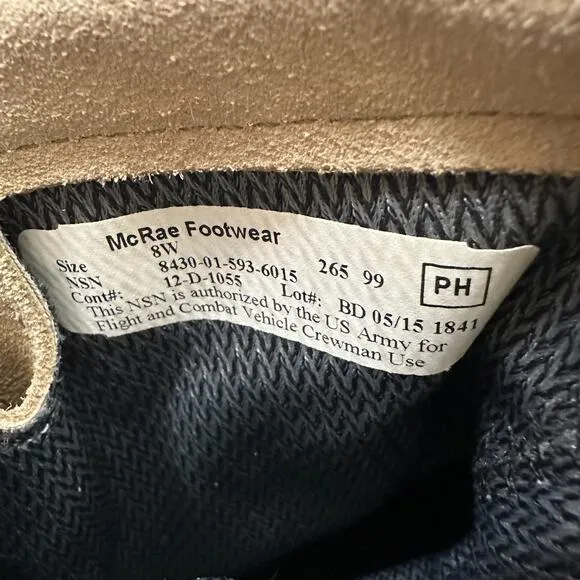 McRae Footwear
Size 8W
NSN 8430-01-593-6015 265 99
Cont#: 12-D-1055 Lot#: BD 05/15 1841
This NSN is authorized by the US Army for
Flight and Combat Vehicle Crewman Use
PH